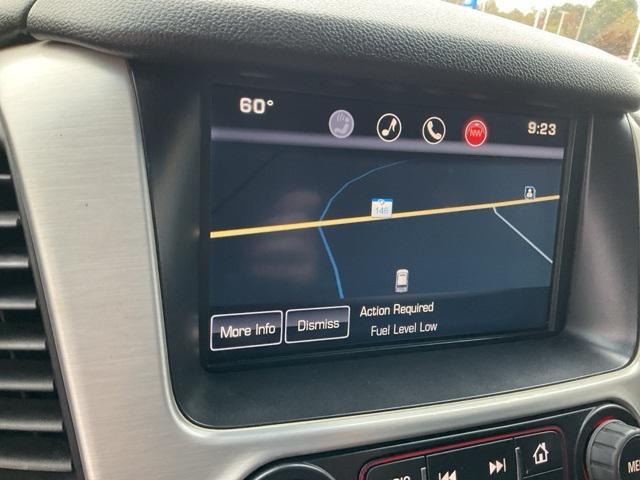 60°
NW
9:23
146
More Info
Dismiss
Action Required
Fuel Level Low